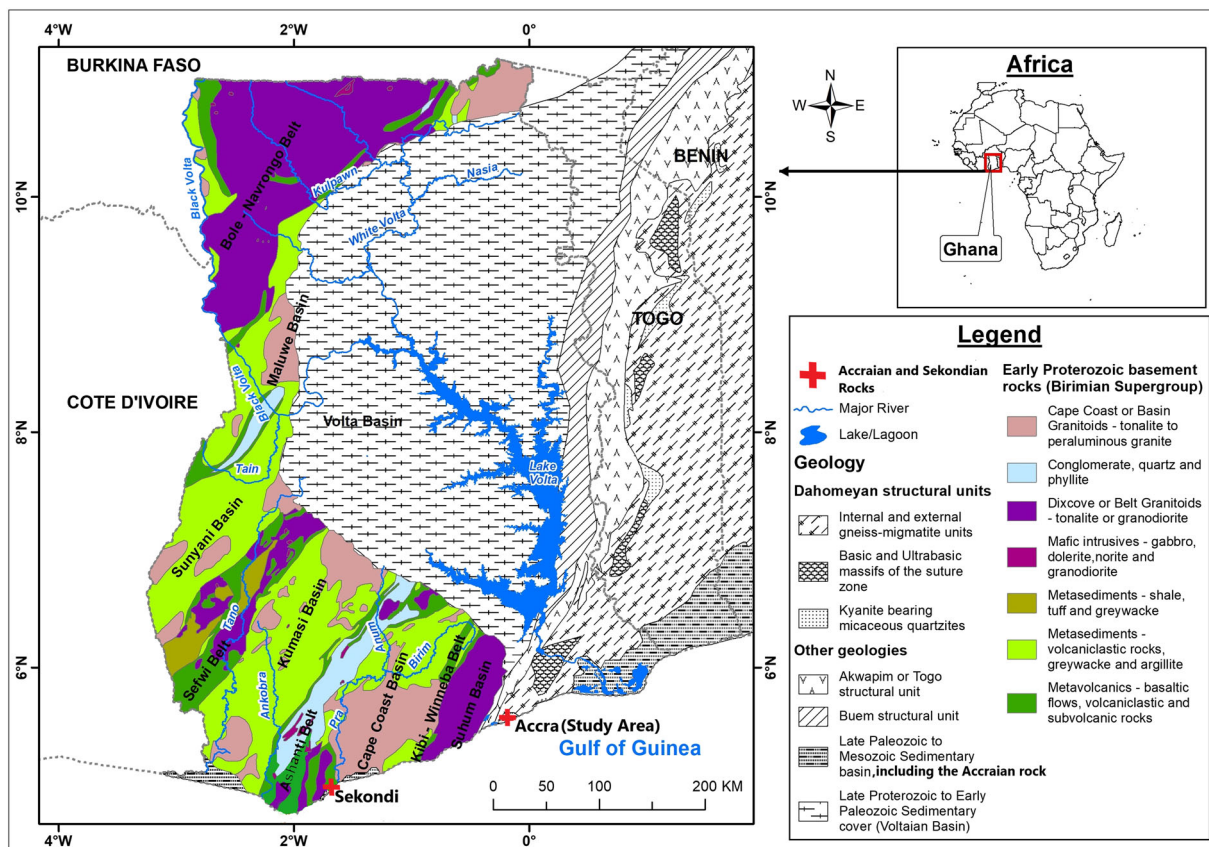 4°W
2°W
0°
BURKINA FASO
BENIN
TOGO
COTE D'IVOIRE
10°N
8°N
6°N
10°N
8°N
6°N
Black Volta
Bole - Navrongo Belt
Kulpawn
Nasia
White Volta
Maluwe Basin
Black Volta
Tain
Volta Basin
Lake
Volta
Sunyani Basin
Sefwi Belt
Tano
Kumasi Basin
Ankobra
Anum
Birim
Ashanti Belt
Pra
Cape Coast Basin
Kibi - Winneba Belt
Suhum Basin
Accra(Study Area)
Gulf of Guinea
Sekondi
0 50 100 200 KM
4°W
2°W
0°
N
W E
S
Africa
Ghana
Legend
Accraian and Sekondian
Rocks
Major River
Lake/Lagoon
Geology
Dahomeyan structural units
Internal and external
gneiss-migmatite units
Basic and Ultrabasic
massifs of the suture
zone
Kyanite bearing
micaceous quartzites
Other geologies
Akwapim or Togo
structural unit
Buem structural unit
Late Paleozoic to
Mesozoic Sedimentary
basin,including the Accraian rock
Late Proterozoic to Early
Paleozoic Sedimentary
cover (Voltaian Basin)
Early Proterozoic basement
rocks (Birimian Supergroup)
Cape Coast or Basin
Granitoids - tonalite to
peraluminous granite
Conglomerate, quartz and
phyllite
Dixcove or Belt Granitoids
- tonalite or granodiorite
Mafic intrusives - gabbro,
dolerite,norite and
granodiorite
Metasediments - shale,
tuff and greywacke
Metasediments -
volcaniclastic rocks,
greywacke and argillite
Metavolcanics - basaltic
flows, volcaniclastic and
subvolcanic rocks